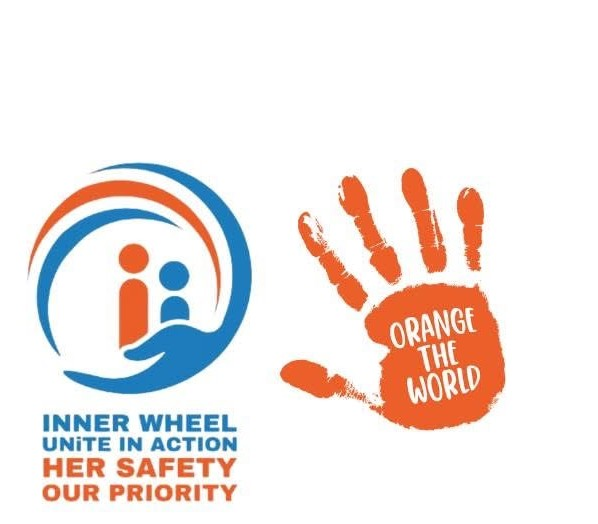 INNER WHEEL
UNiTE IN ACTION
HER SAFETY
OUR PRIORITY
ORANGE
THE
WORLD